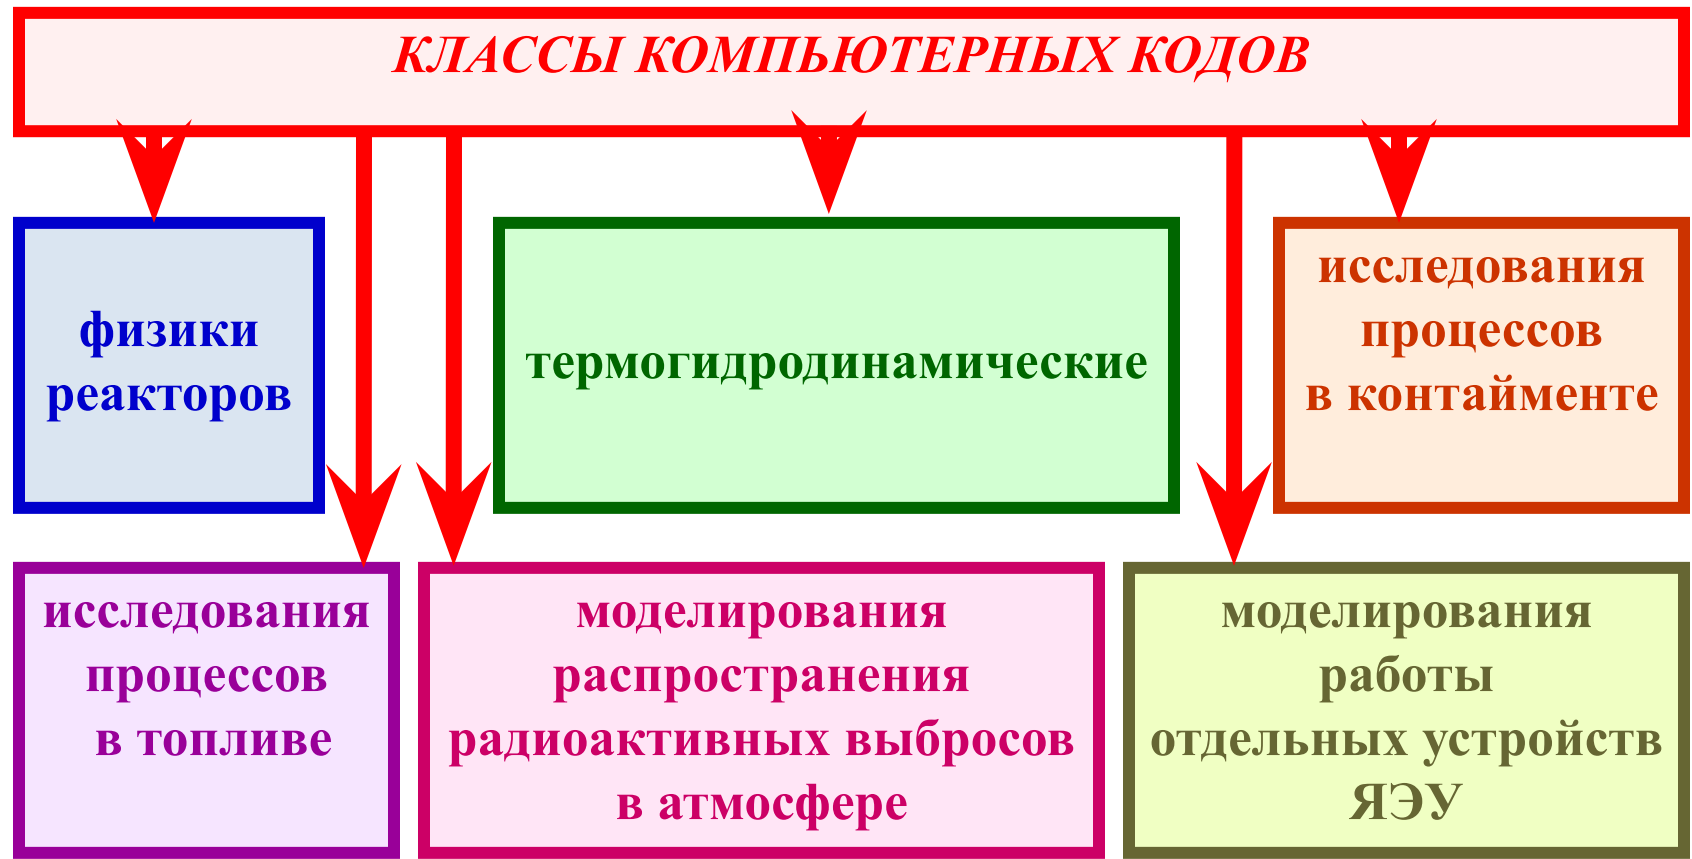 КЛАССЫ КОМПЬЮТЕРНЫХ КОДОВ
физики
реакторов
термогидродинамические
исследования
процессов
в контайменте
исследования
процессов
в топливе
моделирования
распространения
радиоактивных выбросов
в атмосфере
моделирования
работы
отдельных устройств
ЯЭУ